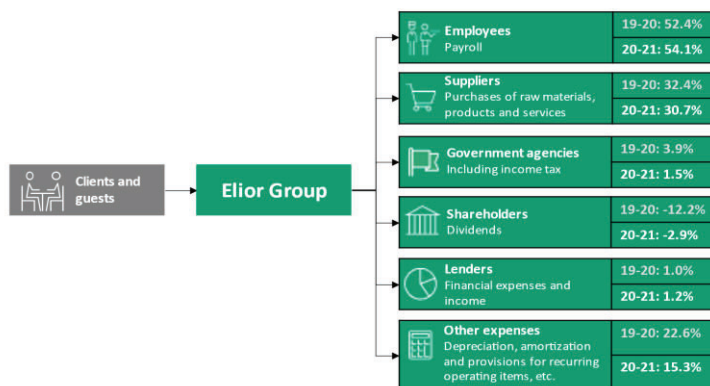 Clients and
guests
Elior Group
Employees
Payroll
19-20: 52.4%
20-21: 54.1%
Suppliers
Purchases of raw materials,
products and services
19-20: 32.4%
20-21: 30.7%
Government agencies
Including income tax
19-20: 3.9%
20-21: 1.5%
Shareholders
Dividends
19-20: -12.2%
20-21: -2.9%
Lenders
Financial expenses and
income
19-20: 1.0%
20-21: 1.2%
Other expenses
Depreciation, amortization
and provisions for recurring
operating items, etc.
19-20: 22.6%
20-21: 15.3%